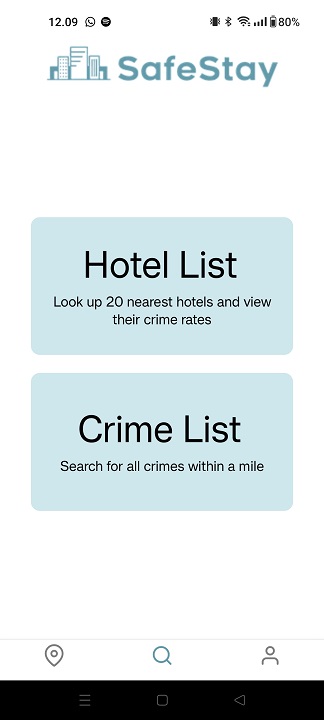 12.09
80%
SafeStay
Hotel List
Look up 20 nearest hotels and view
their crime rates
Crime List
Search for all crimes within a mile